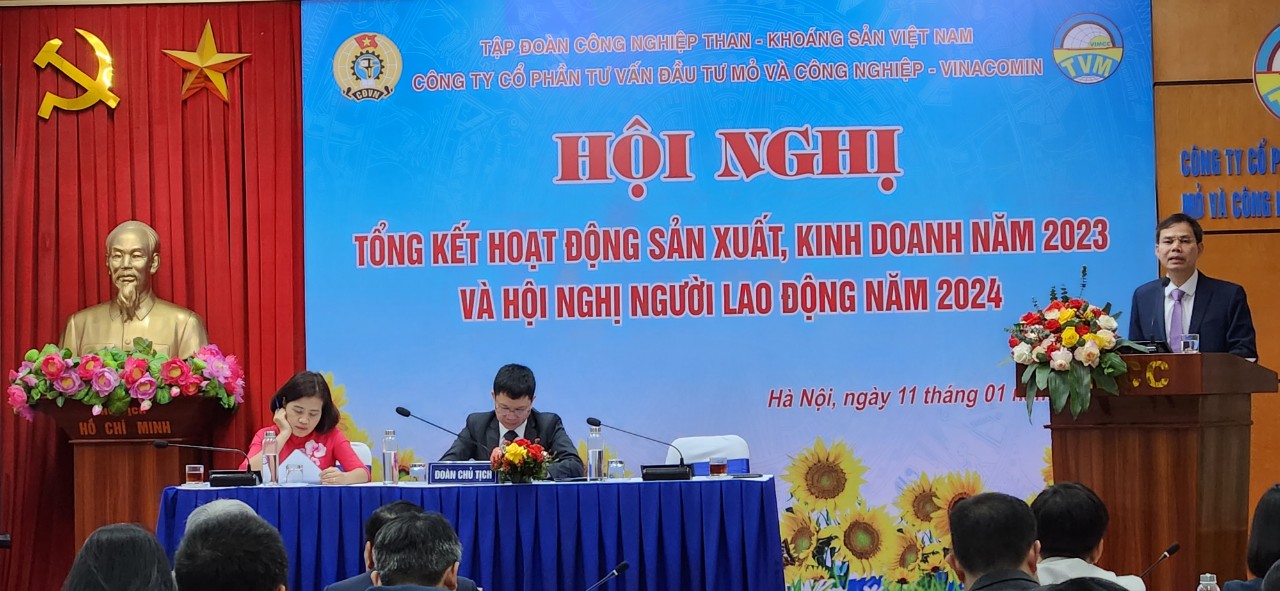 TẬP ĐOÀN CÔNG NGHIỆP THAN - KHOÁNG SẢN VIỆT NAM
CÔNG TY CỔ PHẦN TƯ VẤN ĐẦU TƯ MỎ VÀ CÔNG NGHIỆP - VINACOMIN
CĐVN
VIMCC
TVM
HỘI NGHỊ
TỔNG KẾT HOẠT ĐỘNG SẢN XUẤT, KINH DOANH NĂM 2023
VÀ HỘI NGHỊ NGƯỜI LAO ĐỘNG NĂM 2024
Hà Nội, ngày 11 tháng 01
CÔNG TY CỔ
MỎ VÀ CÔNG
HỒ CHÍ MINH
ĐOÀN CHỦ TỊCH